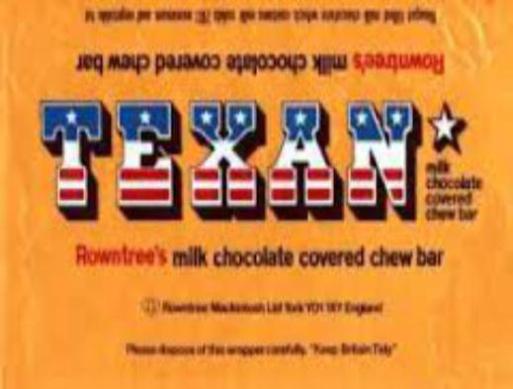 Rowntree's milk chocolate covered chew bar
TEXAN
milk
chocolate
covered
chew bar
Rowntree's milk chocolate covered chew bar
Rowntree Mackintosh Ltd York YO1 1XY England
Please dispose of this wrapper carefully. "Keep Britain Tidy"